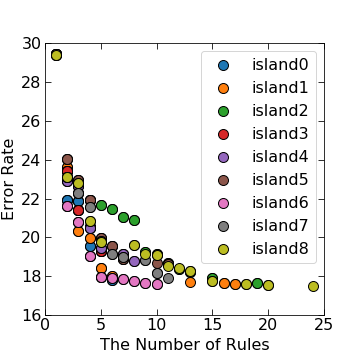 30
28
26
24
22
20
18
16
Error Rate
island0
island1
island2
island3
island4
island5
island6
island7
island8
0 5 10 15 20 25
The Number of Rules